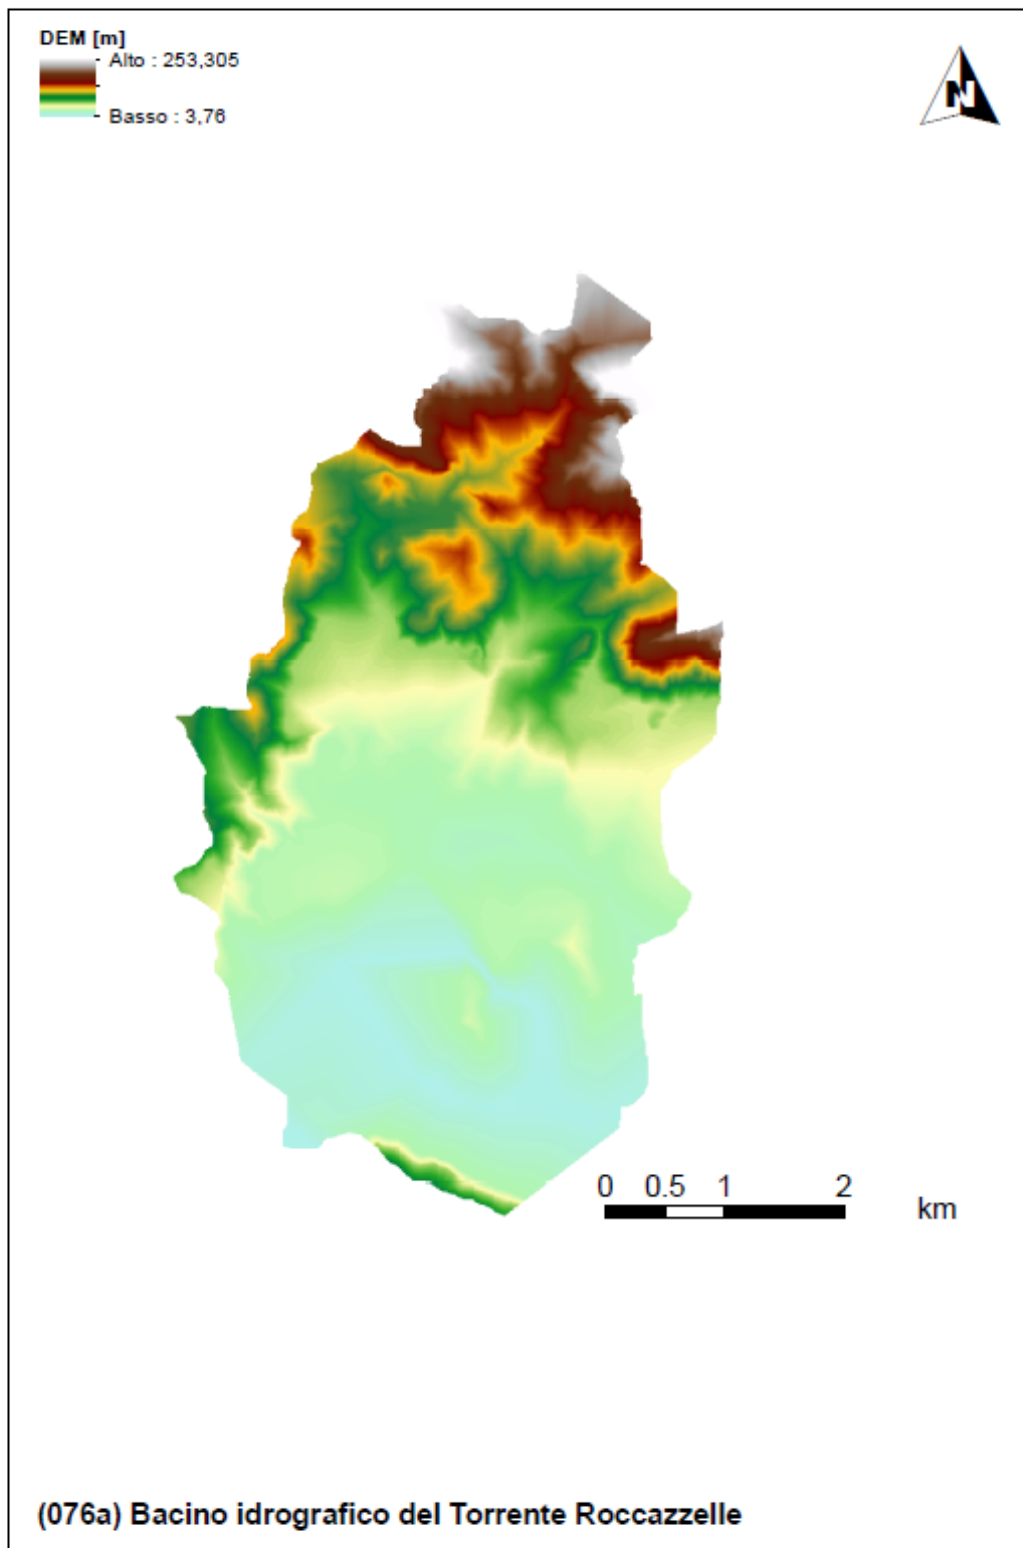 DEM [m]
Alto : 253,305
Basso : 3,76
N
0 0.5 1 2
km
(076a) Bacino idrografico del Torrente Roccazzelle